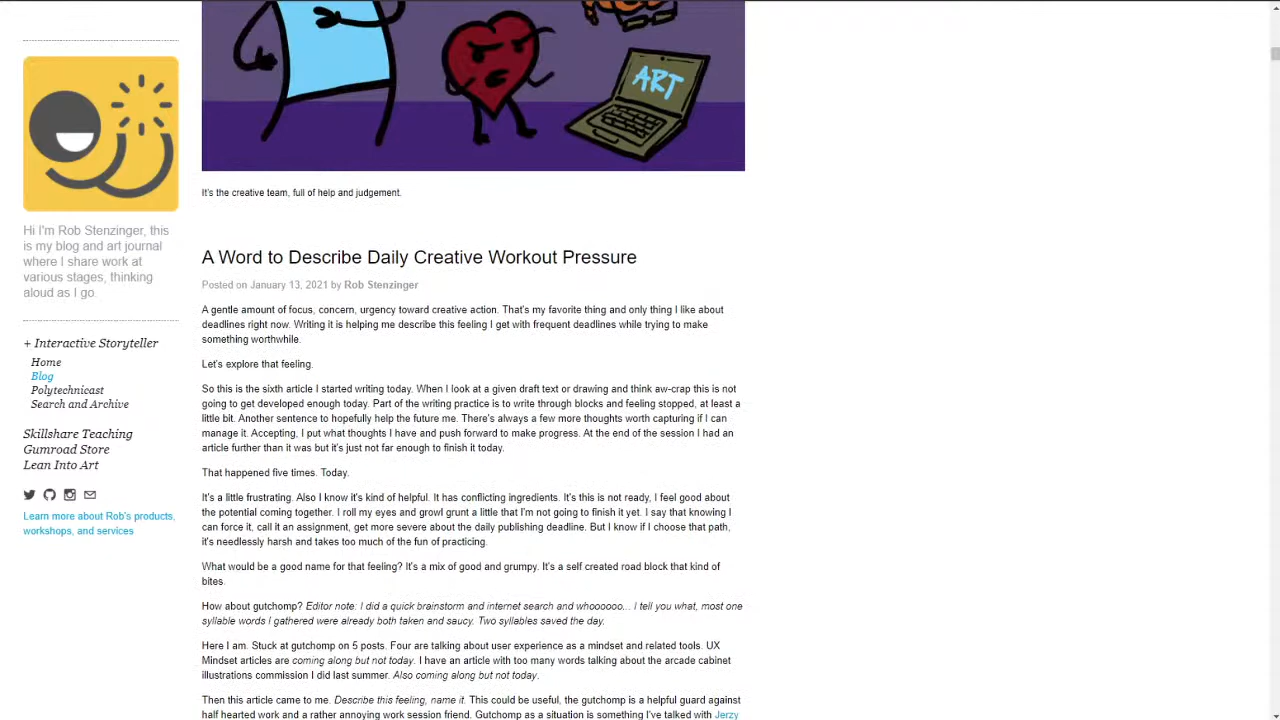 ART
It's the creative team, full of help and judgement.
Hi I'm Rob Stenzinger, this
is my blog and art journal
where I share work at
various stages, thinking
aloud as I go.
+ Interactive Storyteller
Home
Blog
Polytechnicast
Search and Archive
Skillshare Teaching
Gumroad Store
Lean Into Art
Learn more about Rob's products,
workshops, and services
A Word to Describe Daily Creative Workout Pressure
Posted on January 13, 2021 by Rob Stenzinger
A gentle amount of focus, concern, urgency toward creative action. That's my favorite thing and only thing I like about
deadlines right now. Writing it is helping me describe this feeling I get with frequent deadlines while trying to make
something worthwhile.
Let's explore that feeling.
So this is the sixth article I started writing today. When I look at a given draft text or drawing and think aw-crap this is not
going to get developed enough today. Part of the writing practice is to write through blocks and feeling stopped, at least a
little bit. Another sentence to hopefully help the future me. There's always a few more thoughts worth capturing if I can
manage it. Accepting, I put what thoughts I have and push forward to make progress. At the end of the session I had an
article further than it was but it's just not far enough to finish it today.
That happened five times. Today.
It's a little frustrating. Also I know it's kind of helpful. It has conflicting ingredients. It's this is not ready, I feel good about
the potential coming together. I roll my eyes and growl grunt a little that I'm not going to finish it yet. I say that knowing I
can force it, call it an assignment, get more severe about the daily publishing deadline. But I know if I choose that path,
it's needlessly harsh and takes too much of the fun of practicing.
What would be a good name for that feeling? It's a mix of good and grumpy. It's a self created road block that kind of
bites.
How about gutchomp? Editor note: I did a quick brainstorm and internet search and whoooooo... I tell you what, most one
syllable words I gathered were already both taken and saucy. Two syllables saved the day.
Here I am. Stuck at gutchomp on 5 posts. Four are talking about user experience as a mindset and related tools. UX
Mindset articles are coming along but not today. I have an article with too many words talking about the arcade cabinet
illustrations commission I did last summer. Also coming along but not today.
Then this article came to me. Describe this feeling, name it. This could be useful, the gutchomp is a helpful guard against
half hearted work and a rather annoying work session friend. Gutchomp as a situation is something I've talked with Jerzy